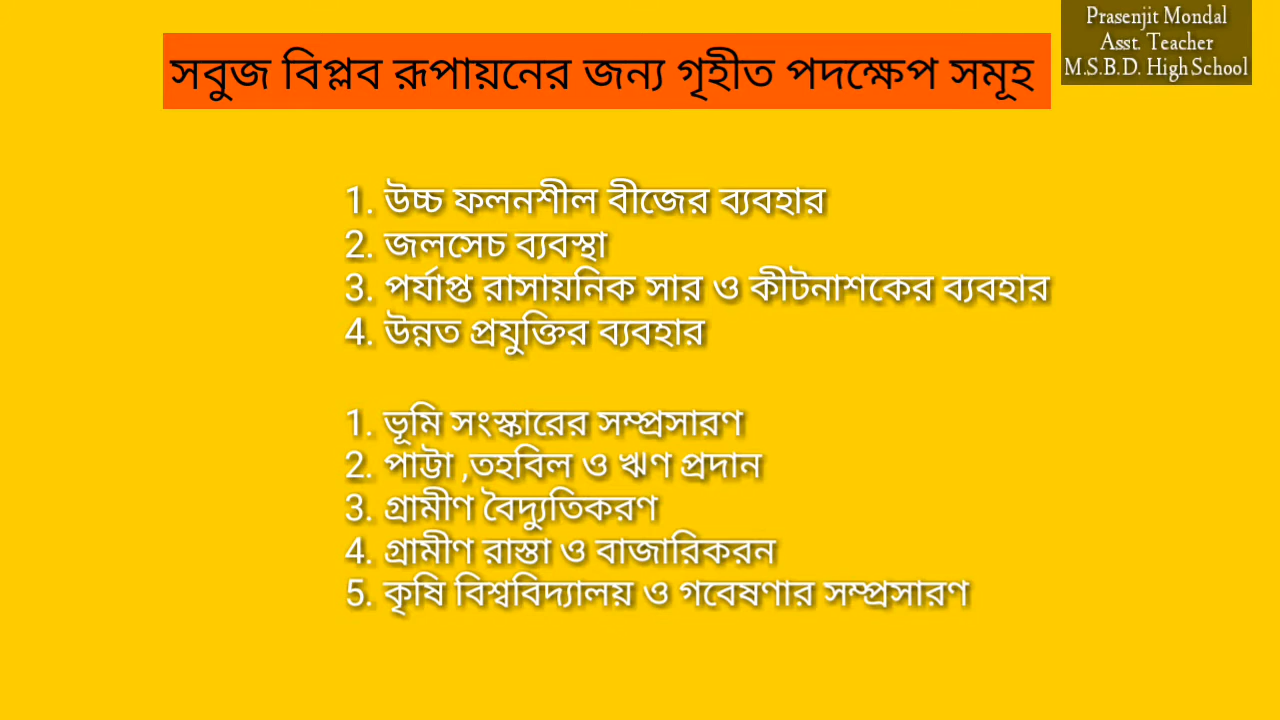 Prasenjit Mondal
Asst. Teacher
M.S.B.D. High School
সবুজ বিপ্লব রূপায়নের জন্য গৃহীত পদক্ষেপ সমূহ
1. উচ্চ ফলনশীল বীজের ব্যবহার
2. জলসেচ ব্যবস্থা
3. পর্যাপ্ত রাসায়নিক সার ও কীটনাশকের ব্যবহার
4. উন্নত প্রযুক্তির ব্যবহার
1. ভূমি সংস্কারের সম্প্রসারণ
2. পাট্টা ,তহবিল ও ঋণ প্রদান
3. গ্রামীণ বৈদ্যুতিকরণ
4. গ্রামীণ রাস্তা ও বাজারিকরন
5. কৃষি বিশ্ববিদ্যালয় ও গবেষণার সম্প্রসারণ